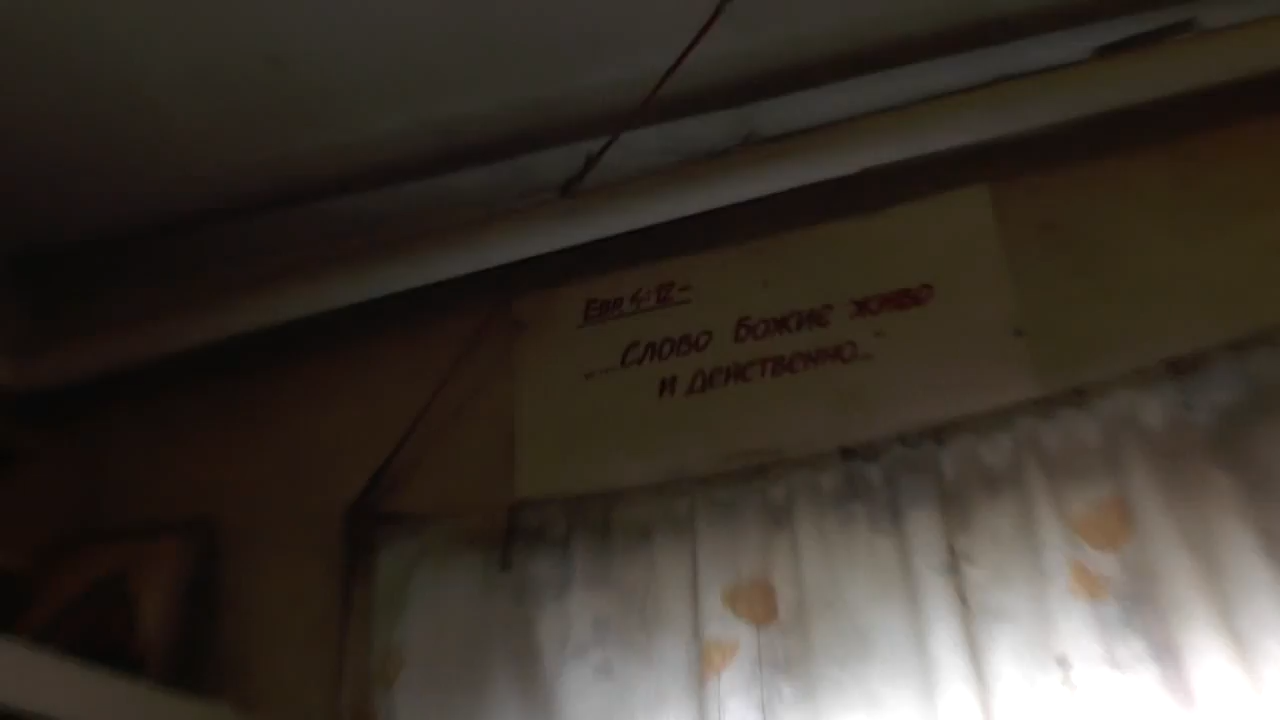 Евр 4:12-
"...Слово Божие живо
и действенно..."